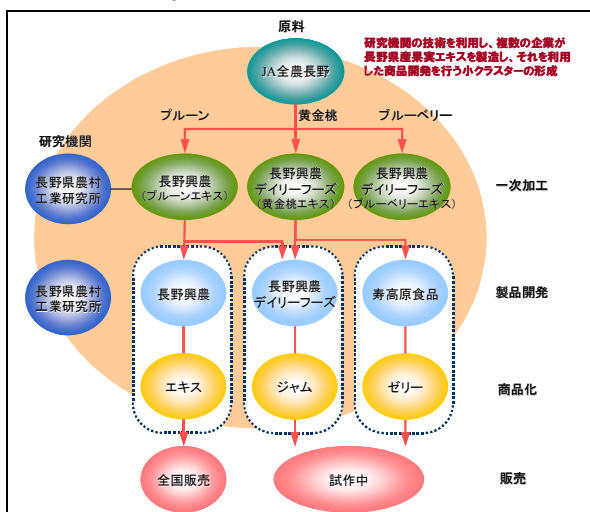 原料
研究機関の技術を利用し、複数の企業が
長野県産果実エキスを製造し、それを利用
した商品開発を行う小クラスターの形成
JA全農長野
プルーン
黄金桃
ブルーベリー
研究機関
長野県農村
工業研究所
長野興農
(プルーンエキス)
長野興農
デイリーフーズ
(黄金桃エキス)
長野興農
デイリーフーズ
(ブルーベリーエキス)
一次加工
長野県農村
工業研究所
長野興農
長野興農
デイリーフーズ
寿高原食品
製品開発
エキス
ジャム
ゼリー
商品化
全国販売
試作中
販売